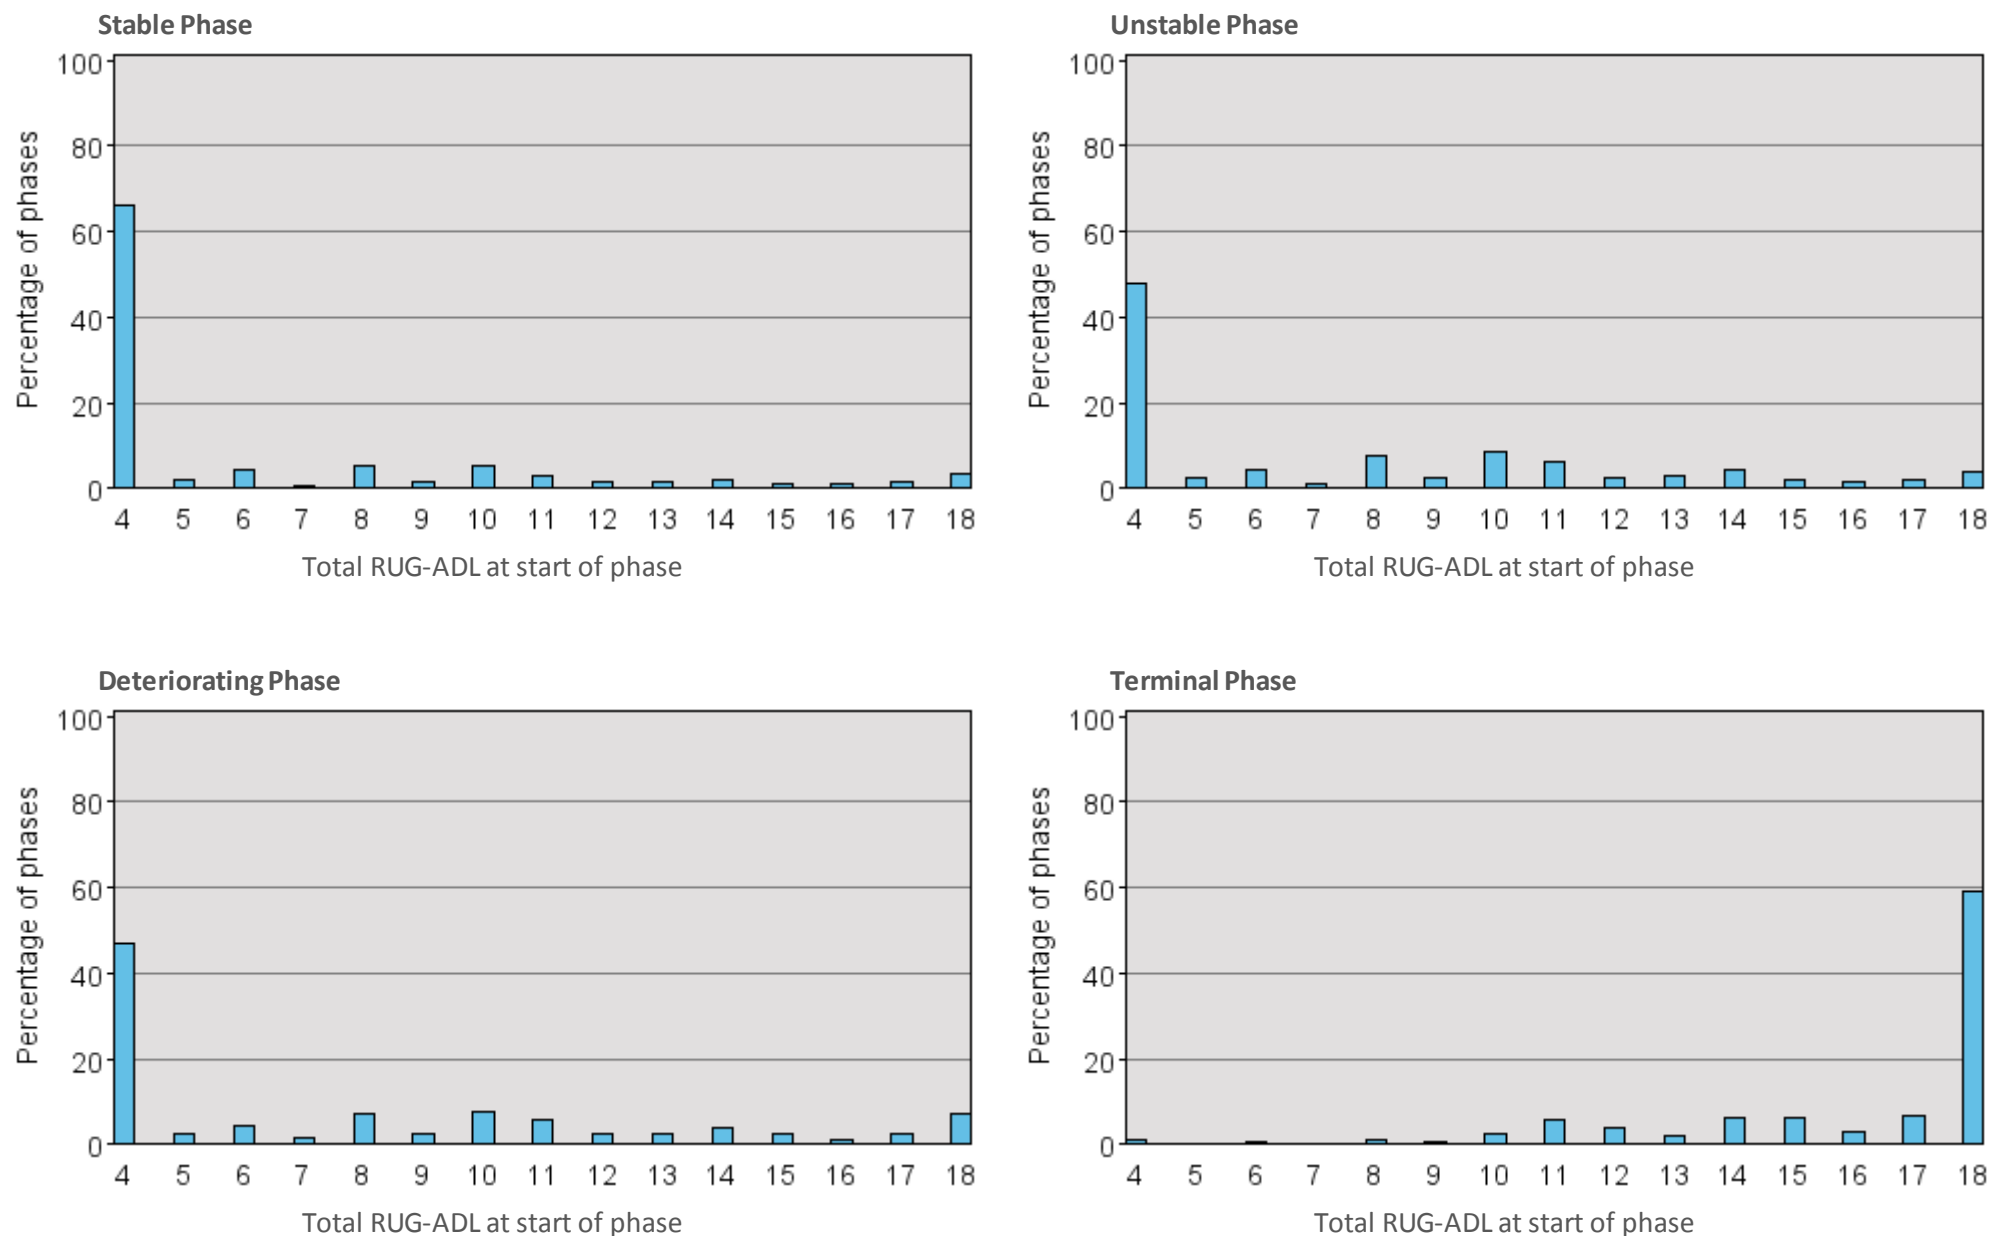 Stable Phase
Percentage of phases
100
80
60
40
20
0
4 5 6 7 8 9 10 11 12 13 14 15 16 17 18
Total RUG-ADL at start of phase
Unstable Phase
Percentage of phases
100
80
60
40
20
0
4 5 6 7 8 9 10 11 12 13 14 15 16 17 18
Total RUG-ADL at start of phase
Deteriorating Phase
Percentage of phases
100
80
60
40
20
0
4 5 6 7 8 9 10 11 12 13 14 15 16 17 18
Total RUG-ADL at start of phase
Terminal Phase
Percentage of phases
100
80
60
40
20
0
4 5 6 7 8 9 10 11 12 13 14 15 16 17 18
Total RUG-ADL at start of phase